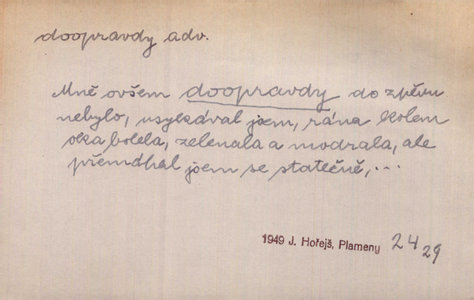 doopravdy adv.
Mně ovšem doopravdy do zpěvu
nebylo, usykával jsem, rána kolem
oka bolela, zelenala a modrala, ale
přemáhal jsem se statečně, ...
1949 J. Hořejš, Plameny 24 29